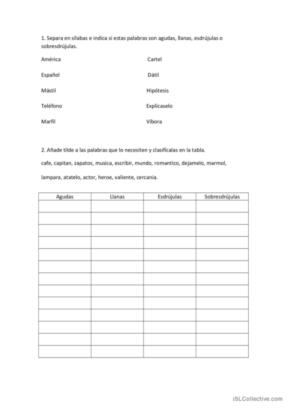 1. Separa en sílabas e indica si estas palabras son agudas, llanas, esdrújulas o
sobresdrújulas.
América Cartel
Español Dátil
Mástil Hipótesis
Teléfono Explícaselo
Marfil Víbora
2. Añade tilde a las palabras que lo necesiten y clasifícalas en la tabla.
cafe, capitan, zapatos, musica, escribir, mundo, romantico, dejamelo, marmol,
lampara, atatelo, actor, heroe, valiente, cercania.
Agudas Llanas Esdrújulas Sobresdrújulas
iSLCollective.com